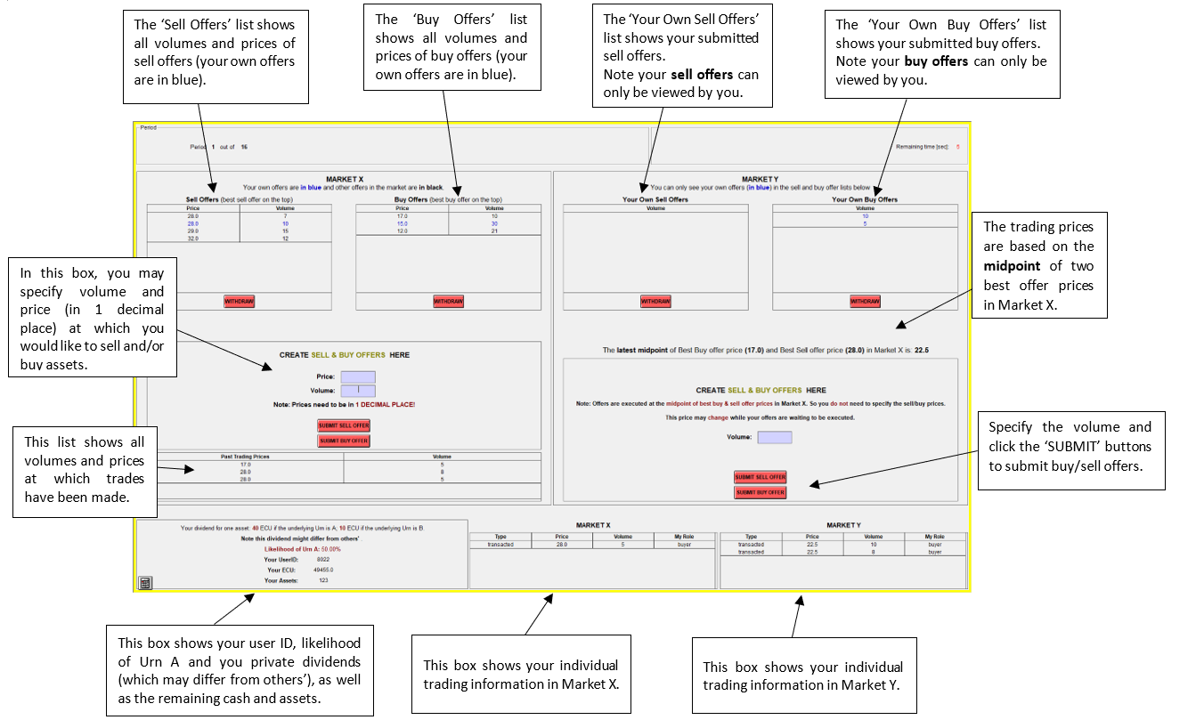 The 'Sell Offers' list shows
all volumes and prices of
sell offers (your own offers
are in blue).
The 'Buy Offers' list
shows all volumes and
prices of buy offers (your
own offers are in blue).
The 'Your Own Sell Offers'
list shows your submitted
sell offers.
Note your sell offers can
only be viewed by you.
The 'Your Own Buy Offers' list
shows your submitted buy offers.
Note your buy offers can only be
viewed by you.
Period
Period 1 out of 16
Remaining time [sec]: 5
MARKET X
Your own offers are in blue and other offers in the market are in black.
Sell Offers (best sell offer on the top)
Price Volume
28.0 7
28.0 10
29.0 15
32.0 12
WITHDRAW
Buy Offers (best buy offer on the top)
Price Volume
17.0 10
15.0 30
12.0 21
WITHDRAW
MARKET Y
You can only see your own offers (in blue) in the sell and buy offer lists below
Your Own Sell Offers
Volume
WITHDRAW
Your Own Buy Offers
Volume
10
5
WITHDRAW
The trading prices
are based on the
midpoint of two
best offer prices
in Market X.
In this box, you may
specify volume and
price (in 1 decimal
place) at which you
would like to sell and/or
buy assets.
CREATE SELL & BUY OFFERS HERE
Price:
Volume:
Note: Prices need to be in 1 DECIMAL PLACE!
SUBMIT SELL OFFER
SUBMIT BUY OFFER
The latest midpoint of Best Buy offer price (17.0) and Best Sell offer price (28.0) in Market X is: 22.5
CREATE SELL & BUY OFFERS HERE
Note: Offers are executed at the midpoint of best buy & sell offer prices in Market X. So you do not need to specify the sell/buy prices.
This price may change while your offers are waiting to be executed.
Volume:
SUBMIT SELL OFFER
SUBMIT BUY OFFER
Specify the volume and
click the 'SUBMIT' buttons
to submit buy/sell offers.
This list shows all
volumes and prices
at which trades
have been made.
Past Trading Prices Volume
17.0 5
28.0 8
28.0 5
Your dividend for one asset: 40 ECU if the underlying Urn is A; 10 ECU if the underlying Urn is B
Note this dividend might differ from others'
Likelihood of Urn A: 50.00%
Your UserID: 8922
Your ECU: 49455.0
Your Assets: 123
MARKET X
Type Price Volume My Role
transacted 28.0 5 buyer
MARKET Y
Type Price Volume My Role
transacted 22.5 10 buyer
transacted 22.5 8 buyer
This box shows your user ID, likelihood
of Urn A and you private dividends
(which may differ from others'), as well
as the remaining cash and assets.
This box shows your individual
trading information in Market X.
This box shows your individual
trading information in Market Y.